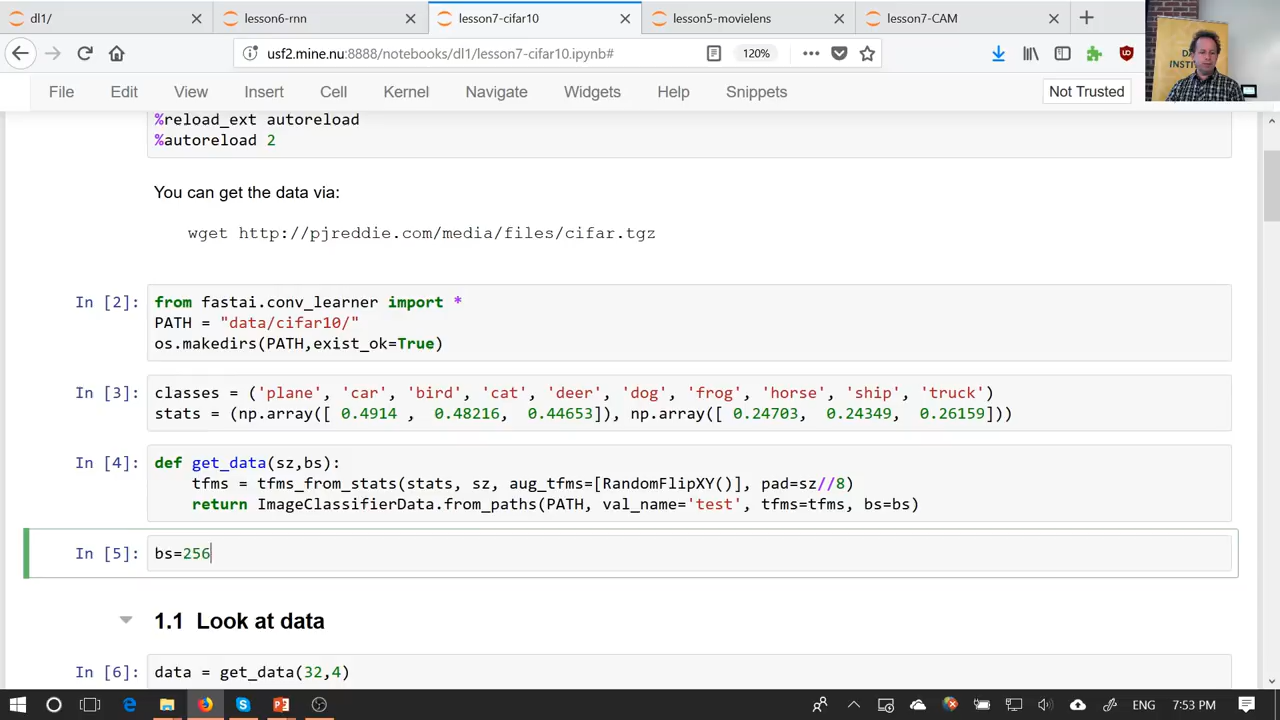 dl1/
lesson6-rnn
lesson7-cifar10
lesson5-movielens
lesson7-CAM
usf2.mine.nu:8888/notebooks/dl1/lesson7-cifar10.ipynb#
120%
File Edit View Insert Cell Kernel Navigate Widgets Help Snippets
Not Trusted
%reload_ext autoreload
%autoreload 2
You can get the data via:
wget http://pjreddie.com/media/files/cifar.tgz
In [2]: from fastai.conv_learner import *
PATH = "data/cifar10/"
os.makedirs(PATH,exist_ok=True)
In [3]: classes = ('plane', 'car', 'bird', 'cat', 'deer', 'dog', 'frog', 'horse', 'ship', 'truck')
stats = (np.array([ 0.4914 , 0.48216, 0.44653]), np.array([ 0.24703, 0.24349, 0.26159]))
In [4]: def get_data(sz,bs):
tfms = tfms_from_stats(stats, sz, aug_tfms=[RandomFlipXY()], pad=sz//8)
return ImageClassifierData.from_paths(PATH, val_name='test', tfms=tfms, bs=bs)
In [5]: bs=256
1.1 Look at data
In [6]: data = get_data(32,4)
ENG
7:53 PM